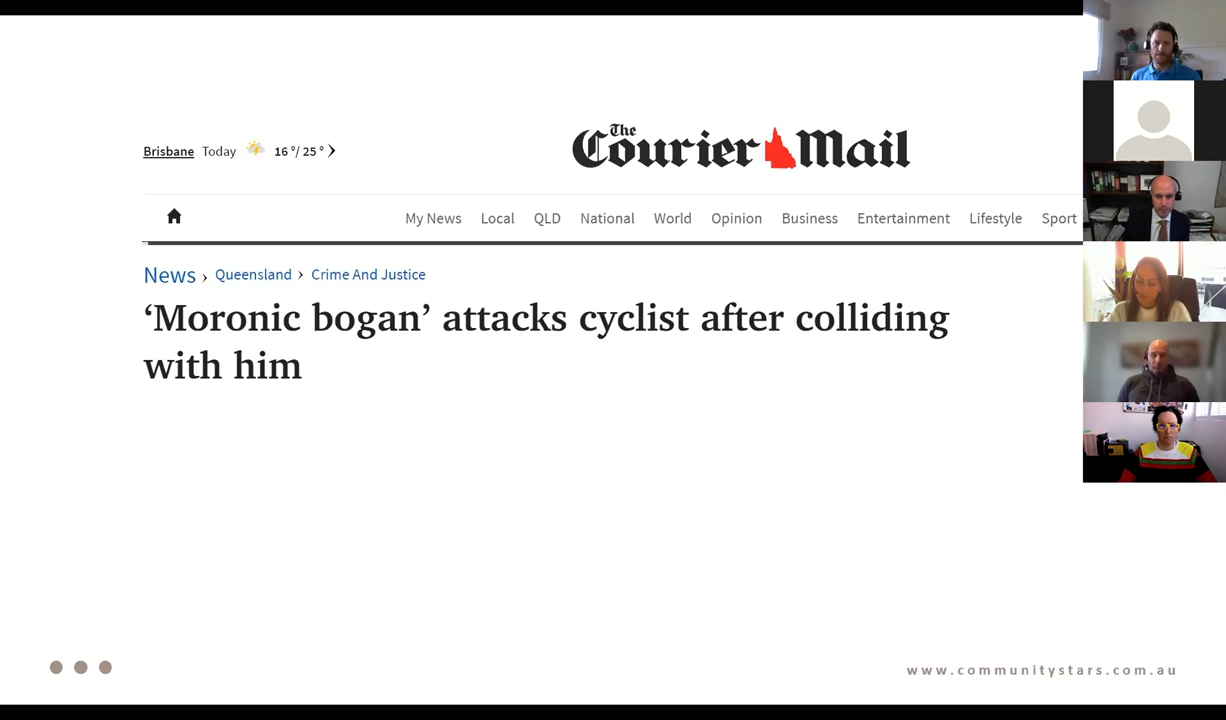 The
Courier Mail
Brisbane Today 16 °/ 25 °
My News Local QLD National World Opinion Business Entertainment Lifestyle Sport
News › Queensland › Crime And Justice
‘Moronic bogan’ attacks cyclist after colliding
with him
www.communitystars.com.au